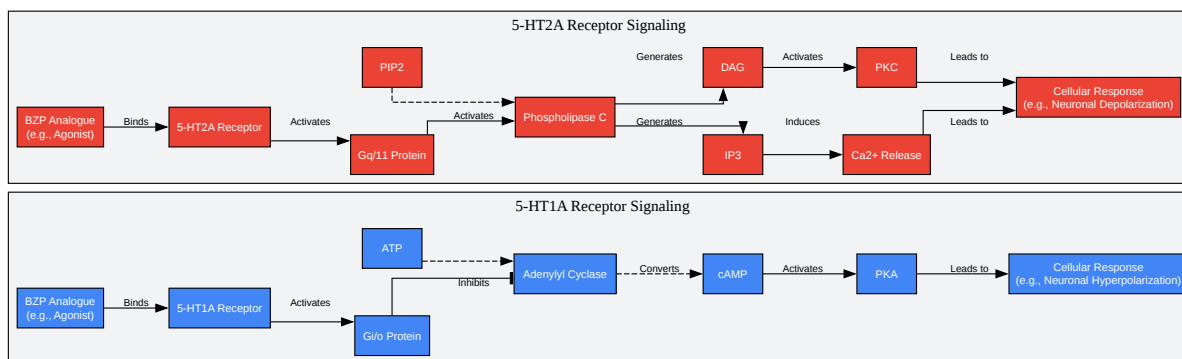 5-HT2A Receptor Signaling
PIP2
Generates
DAG
Activates
PKC
Leads to
Cellular Response
(e.g., Neuronal Depolarization)
BZP Analogue
(e.g., Agonist)
Binds
5-HT2A Receptor
Activates
Gq/11 Protein
Activates
Phospholipase C
Generates
IP3
Induces
Ca2+ Release
Leads to
5-HT1A Receptor Signaling
ATP
Inhibits
Adenylyl Cyclase
Converts
cAMP
Activates
PKA
Leads to
Cellular Response
(e.g., Neuronal Hyperpolarization)
BZP Analogue
(e.g., Agonist)
Binds
5-HT1A Receptor
Activates
Gi/o Protein